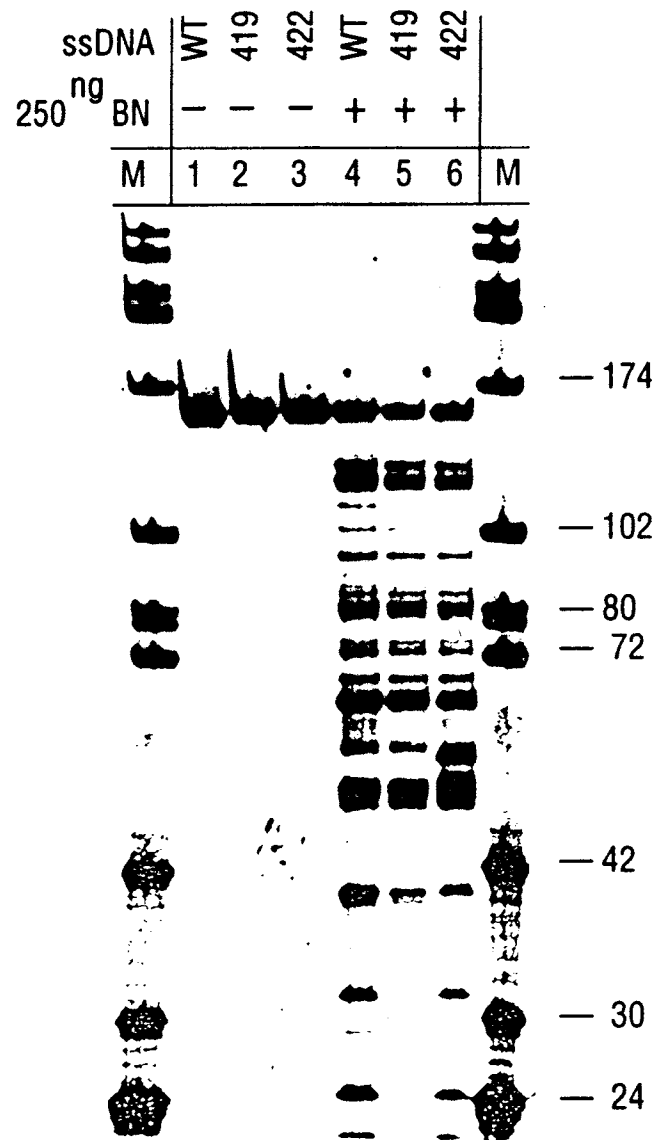 ssDNA WT 419 422 WT 419 422
250 ng BN − − − + + +
M 1 2 3 4 5 6 M
— 174
— 102
— 80
— 72
— 42
— 30
— 24